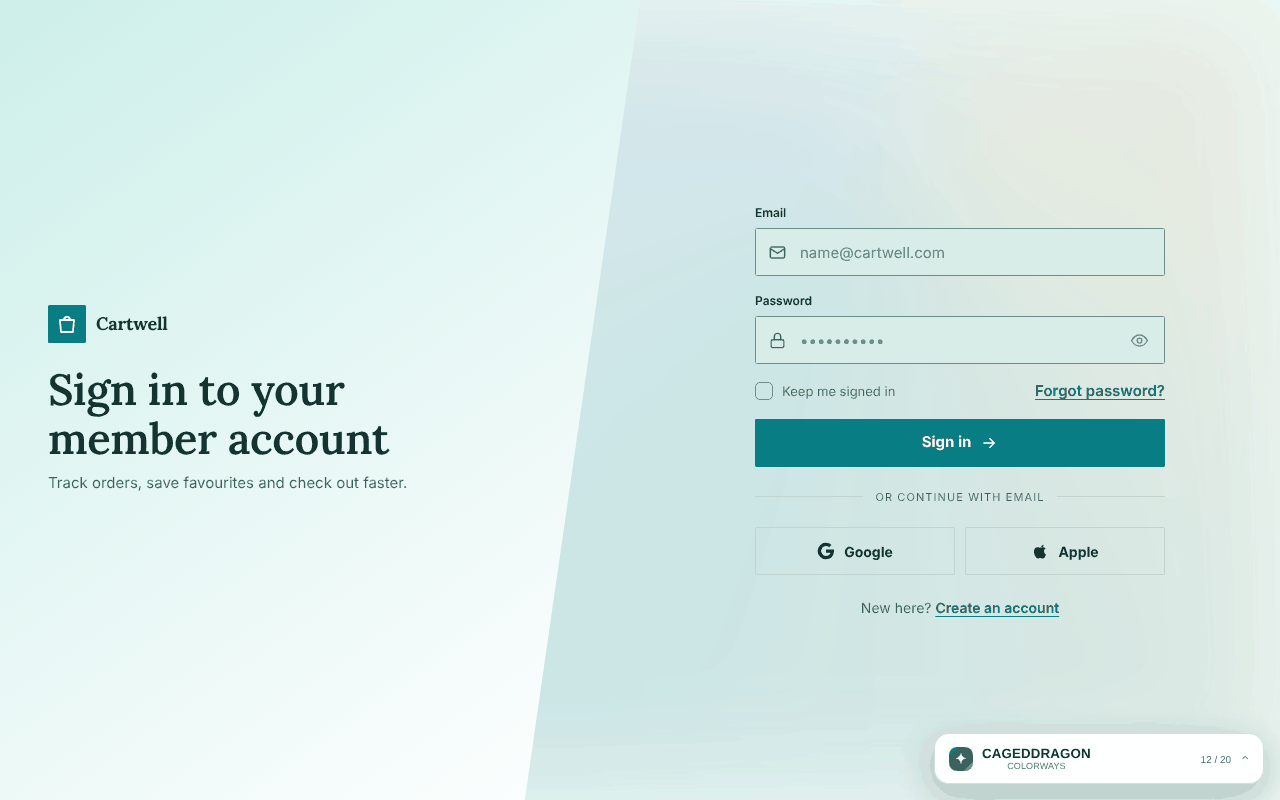 Cartwell
Sign in to your
member account
Track orders, save favourites and check out faster.
Email
name@cartwell.com
Password
••••••••••
Keep me signed in
Forgot password?
Sign in →
OR CONTINUE WITH EMAIL
Google
Apple
New here? Create an account
CAGEDDRAGON
COLORWAYS
12 / 20